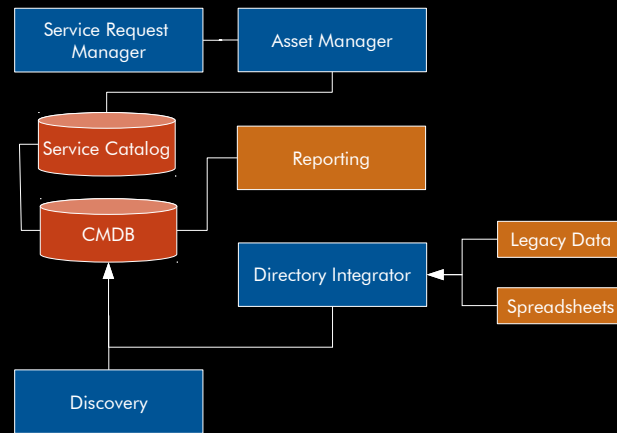 Service Request
Manager
Asset Manager
Service Catalog
Reporting
CMDB
Legacy Data
Directory Integrator
Spreadsheets
Discovery